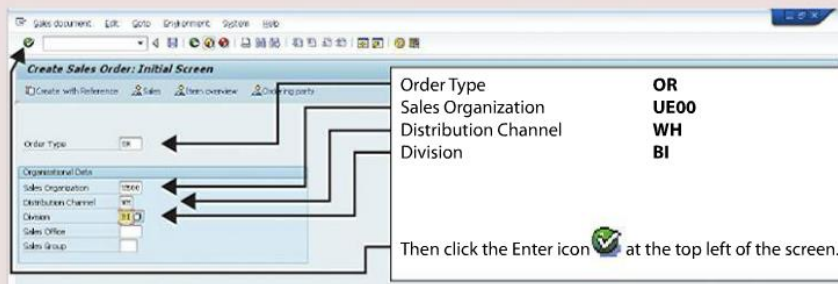 Sales document Edit Goto Environment System Help
Create Sales Order: Initial Screen
Create with Reference Sales Item overview Ordering party
Order Type OR
Organizational Data
Sales Organization UE00
Distribution Channel WH
Division BI
Sales Office
Sales Group
Order Type OR
Sales Organization UE00
Distribution Channel WH
Division BI
Then click the Enter icon at the top left of the screen.